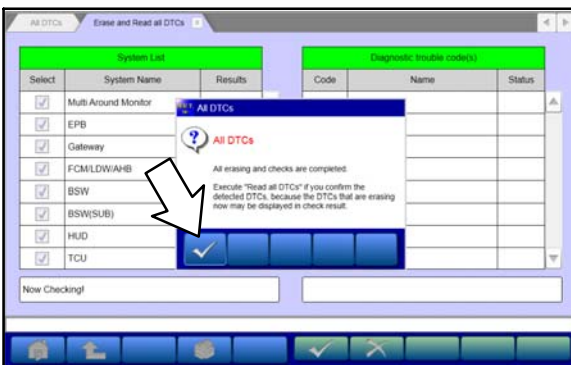 All DTCs
Erase and Read all DTCs
System List
Diagnostic trouble code(s)
Select
System Name
Results
Code
Name
Status
Multi Around Monitor
EPB
Gateway
FCM/LDW/AHB
BSW
BSW(SUB)
HUD
TCU
All DTCs
All DTCs
All erasing and checks are completed.
Execute "Read all DTCs" if you confirm the
detected DTCs, because the DTCs that are erasing
now may be displayed in check result.
Now Checking!